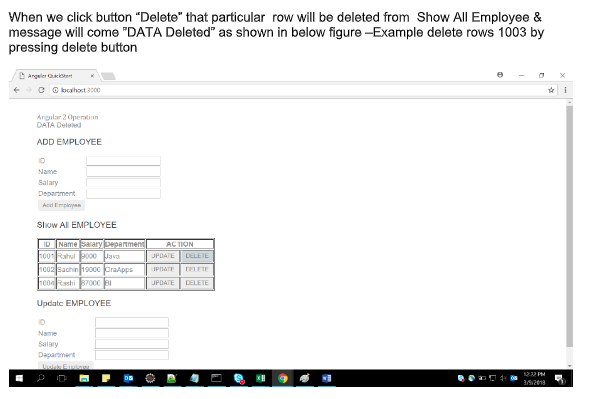 When we click button "Delete" that particular row will be deleted from Show All Employee &
message will come "DATA Deleted" as shown in below figure –Example delete rows 1003 by
pressing delete button
Angular QuickStart
localhost:3000
Angular 2 Operation
DATA Deleted
ADD EMPLOYEE
ID
Name
Salary
Department
Add Employee
Show All EMPLOYEE
ID Name Salary Department ACTION
1001 Rahul 9000 Java UPDATE DELETE
1002 Sachin 19000 OraApps UPDATE DELETE
1004 Rashi 87000 BI UPDATE DELETE
Update EMPLOYEE
ID
Name
Salary
Department
Update Employee
12:22 PM
3/9/2018